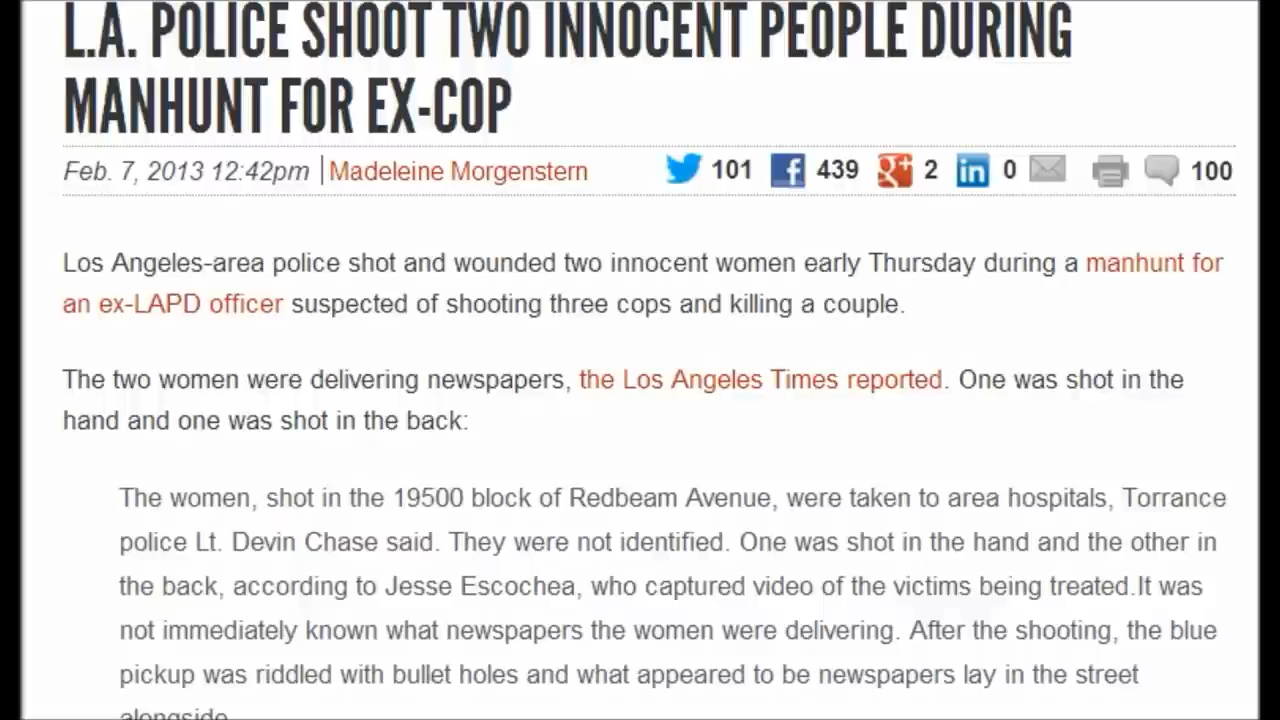 L.A. POLICE SHOOT TWO INNOCENT PEOPLE DURING
MANHUNT FOR EX-COP
Feb. 7, 2013 12:42pm | Madeleine Morgenstern 101 439 g+ 2 in 0 100
Los Angeles-area police shot and wounded two innocent women early Thursday during a manhunt for
an ex-LAPD officer suspected of shooting three cops and killing a couple.
The two women were delivering newspapers, the Los Angeles Times reported. One was shot in the
hand and one was shot in the back:
The women, shot in the 19500 block of Redbeam Avenue, were taken to area hospitals, Torrance
police Lt. Devin Chase said. They were not identified. One was shot in the hand and the other in
the back, according to Jesse Escochea, who captured video of the victims being treated.It was
not immediately known what newspapers the women were delivering. After the shooting, the blue
pickup was riddled with bullet holes and what appeared to be newspapers lay in the street
alongside.